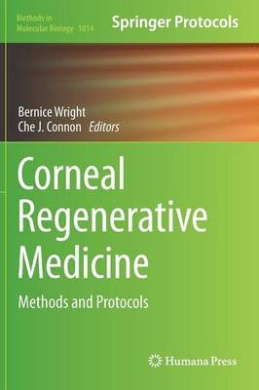 Methods in
Molecular Biology 1014
Springer Protocols
Bernice Wright
Che J. Connon Editors
Corneal
Regenerative
Medicine
Methods and Protocols
Humana Press